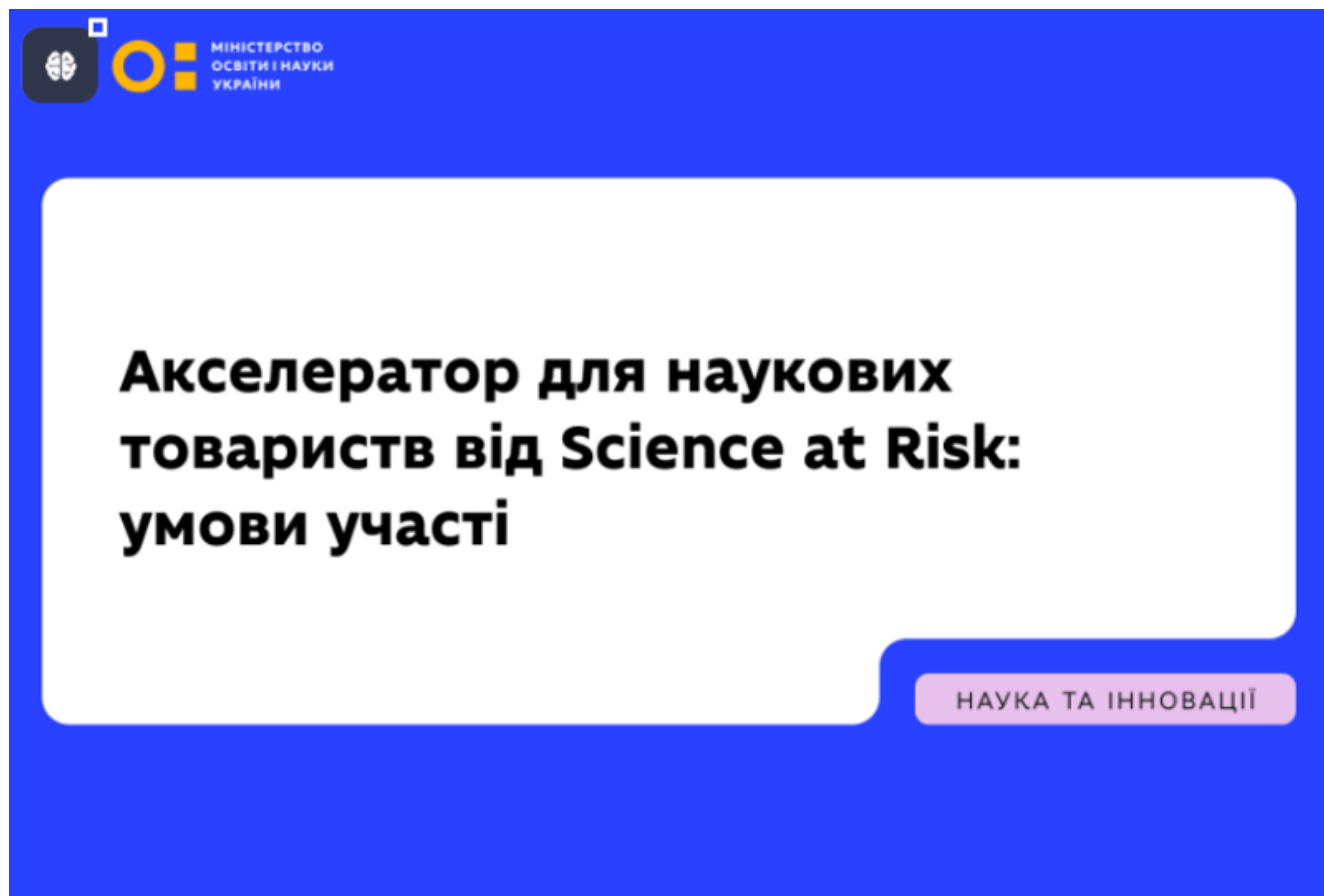 МІНІСТЕРСТВО
ОСВІТИ І НАУКИ
УКРАЇНИ
Акселератор для наукових
товариств від Science at Risk:
умови участі
НАУКА ТА ІННОВАЦІЇ